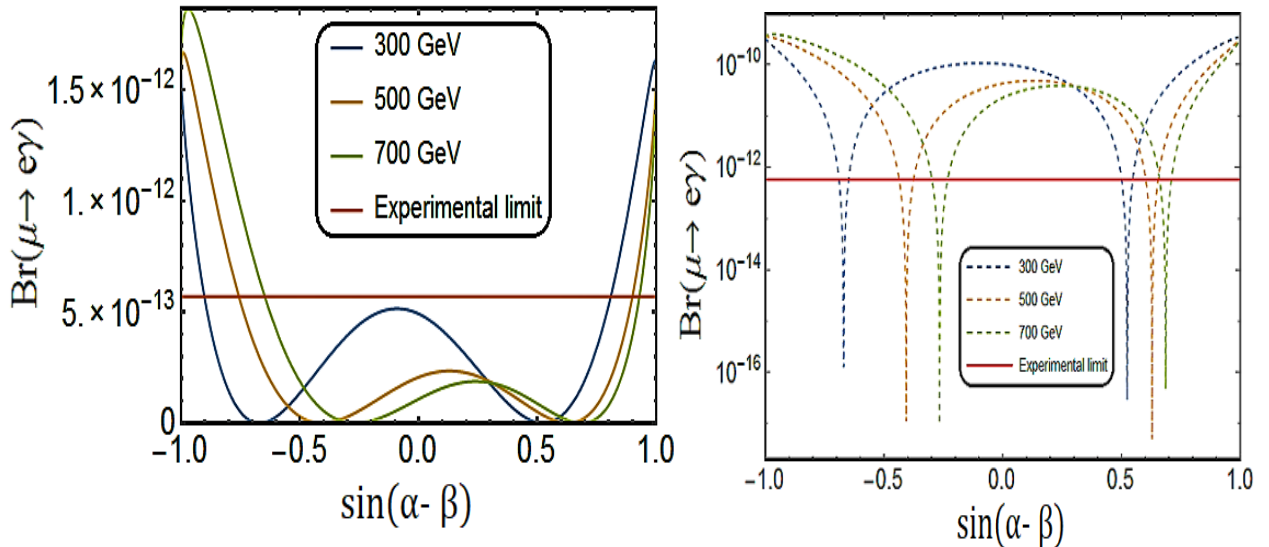 Br(μ→ eγ)
1.5×10⁻¹²
1.×10⁻¹²
5.×10⁻¹³
0
−1.0 −0.5 0.0 0.5 1.0
sin(α- β)
300 GeV
500 GeV
700 GeV
Experimental limit
Br(μ→ eγ)
10⁻¹⁰
10⁻¹²
10⁻¹⁴
10⁻¹⁶
−1.0 −0.5 0.0 0.5 1.0
sin(α- β)
300 GeV
500 GeV
700 GeV
Experimental limit